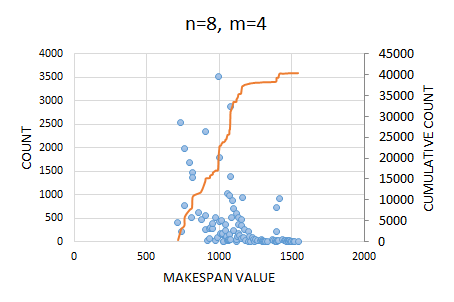 n=8, m=4
4000 45000
3500 40000
3000 35000
2500 30000
2000 25000
1500 20000
1000 15000
500 10000
0 5000
0
0 500 1000 1500 2000
COUNT
CUMULATIVE COUNT
MAKESPAN VALUE